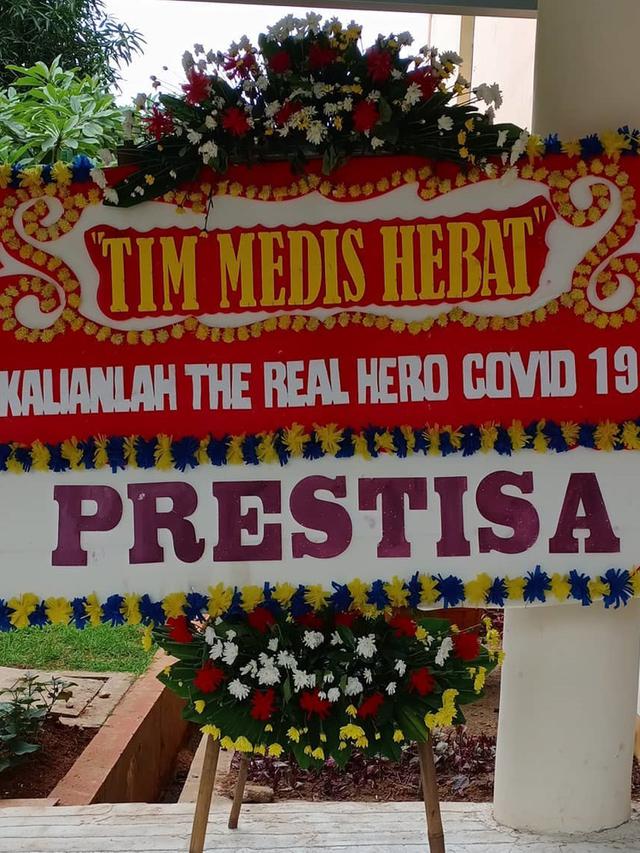 "TIM MEDIS HEBAT"
KALIANLAH THE REAL HERO COVID 19
PRESTISA